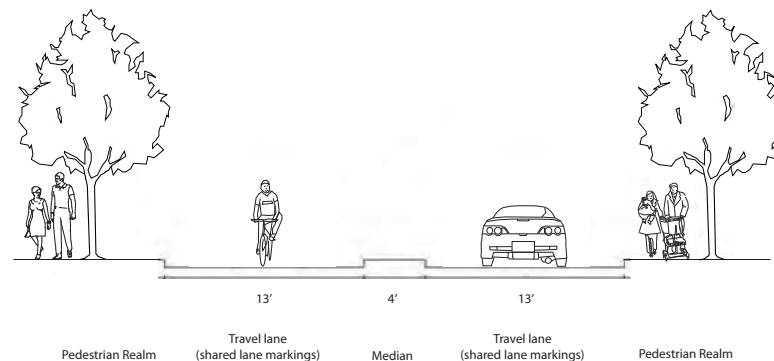 13’ 4’ 13’
Pedestrian Realm
Travel lane
(shared lane markings)
Median
Travel lane
(shared lane markings)
Pedestrian Realm